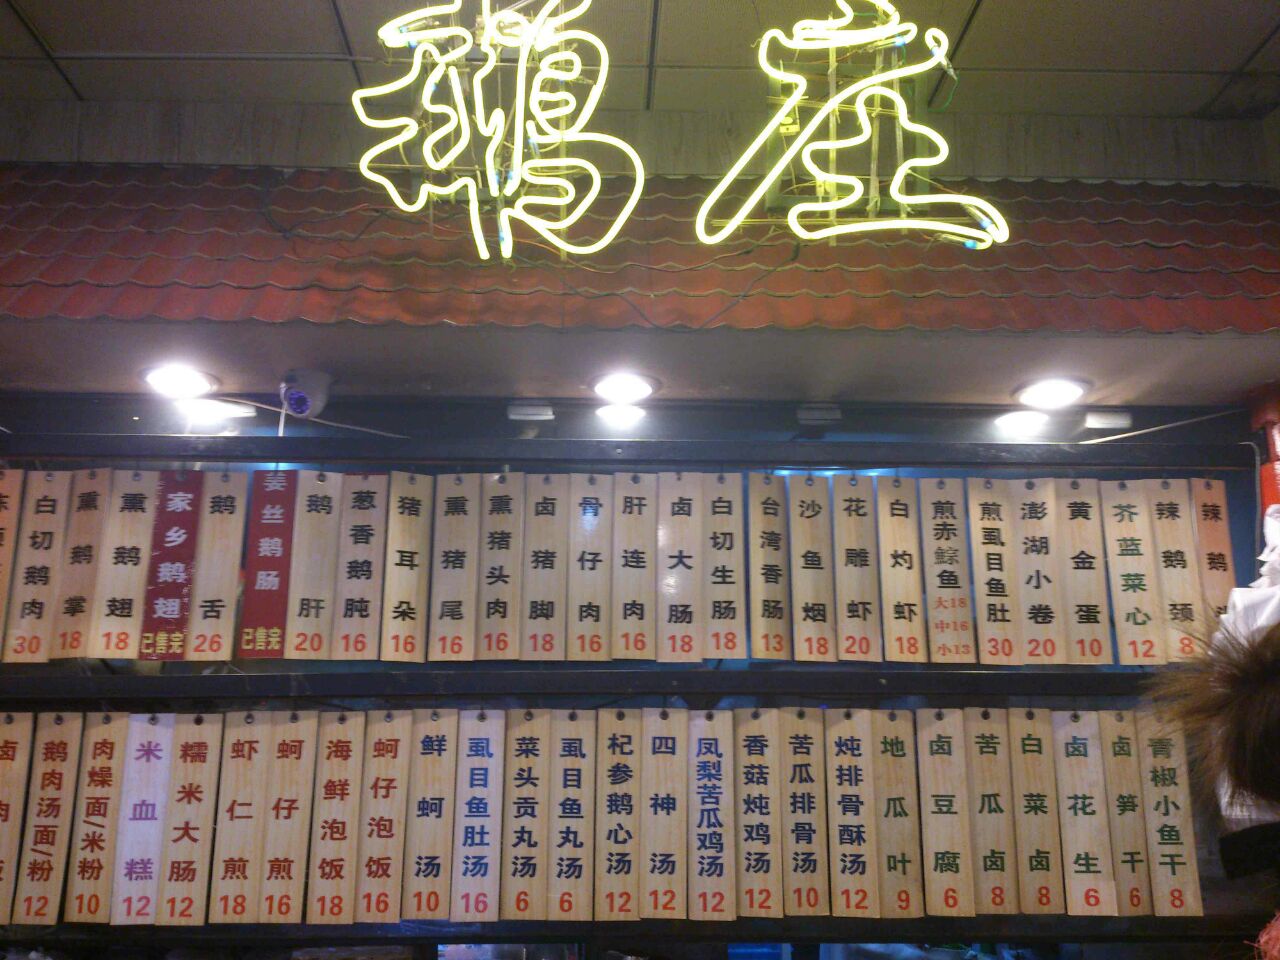 鹅庄
白切鹅肉 30
熏鹅掌 18
熏鹅翅 18
家乡鹅翅 已售完
鹅舌 26
姜丝鹅肠 已售完
鹅肝 20
葱香鹅肫 16
猪耳朵 16
熏猪尾 16
熏猪头肉 16
卤猪脚 16
骨仔肉 16
肝连肉 16
卤大肠 18
白切生肠 18
台湾香肠 13
沙鱼烟 18
花雕虾 20
白灼虾 18
煎赤鯮鱼 大18 中16 小13
煎虱目鱼肚 30
澎湖小卷 20
黄金蛋 10
芥蓝菜心 12
辣鹅颈 8
辣鹅
鹅肉汤面/粉 12
肉燥面/米粉 10
米血糕 12
糯米大肠 12
虾仁煎 18
蚵仔煎 16
海鲜泡饭 18
蚵仔泡饭 16
鲜蚵汤 10
虱目鱼肚汤 16
菜头贡丸汤 6
虱目鱼丸汤 6
杞参鹅心汤 12
四神汤 12
凤梨苦瓜鸡汤 12
香菇炖鸡汤 12
苦瓜排骨汤 10
炖排骨酥汤 12
地瓜叶 9
卤豆腐 6
苦瓜卤 8
白菜卤 8
卤花生 6
卤笋干 6
青椒小鱼干 8